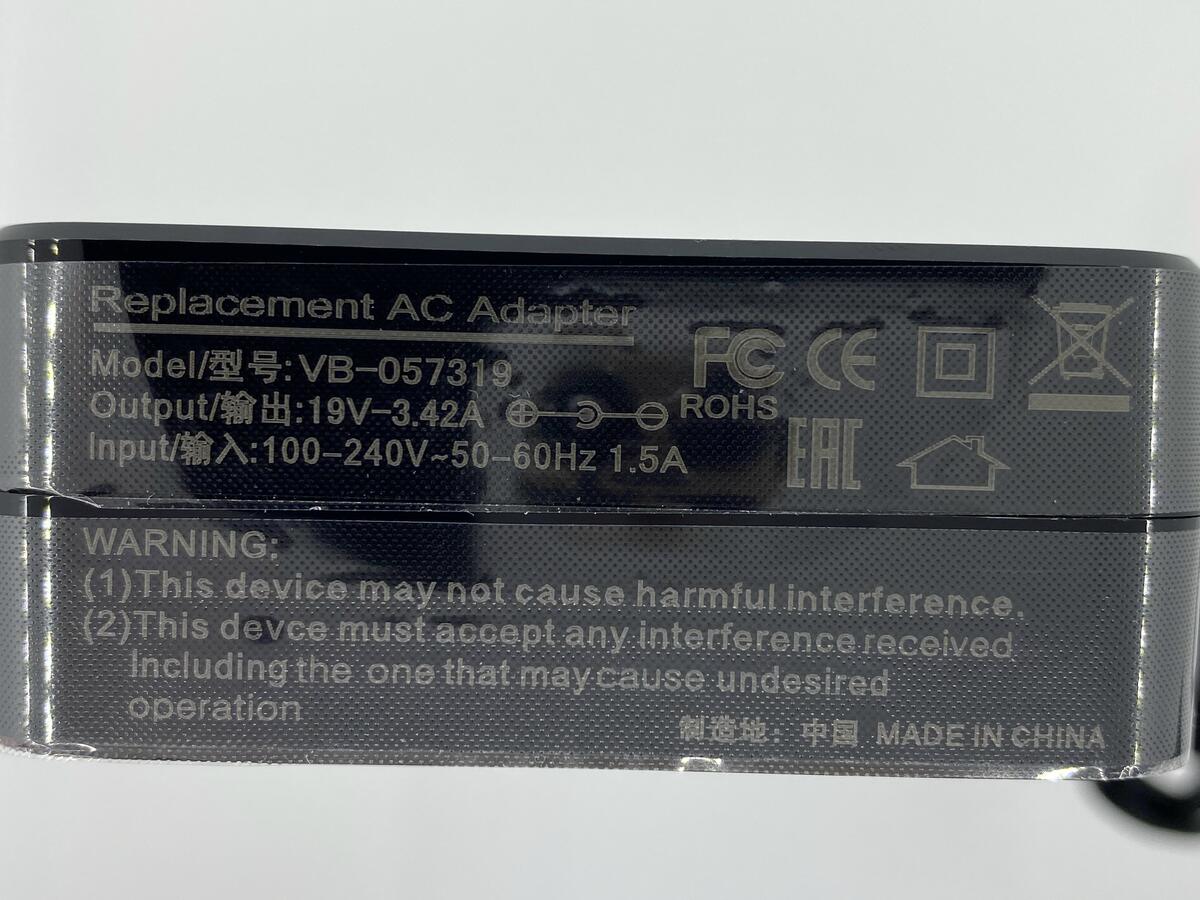 Replacement AC Adapter
Model/型号:VB-057319
Output/输出:19V-3.42A
Input/输入:100-240V~50-60Hz 1.5A
FC CE
ROHS
EAC
WARNING:
(1)This device may not cause harmful interference.
(2)This devce must accept any interference received
Including the one that may cause undesired
operation
制造地: 中国 MADE IN CHINA